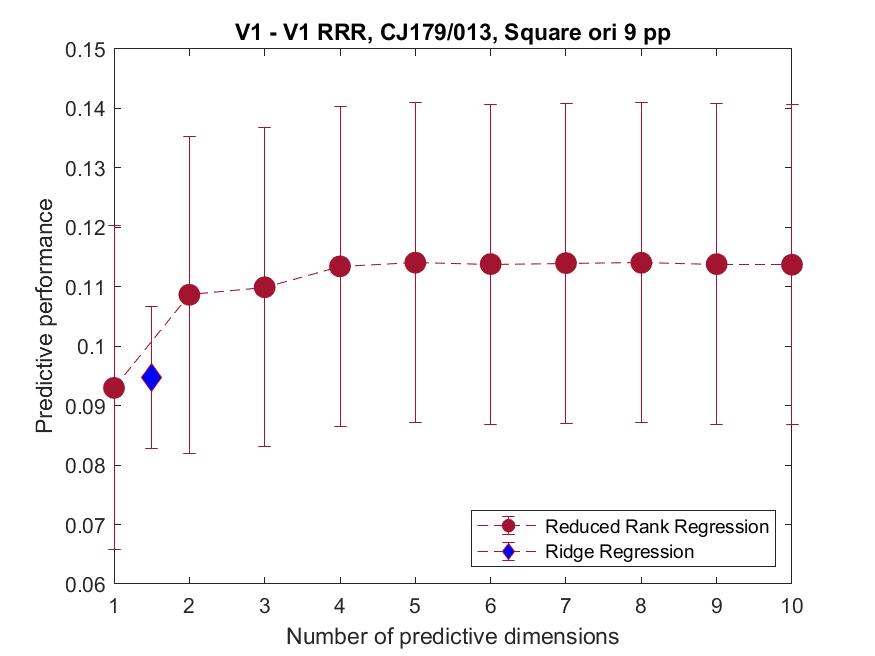 V1 - V1 RRR, CJ179/013, Square ori 9 pp
0.15
0.14
0.13
0.12
0.11
0.1
0.09
0.08
0.07
0.06
Predictive performance
Reduced Rank Regression
Ridge Regression
1 2 3 4 5 6 7 8 9 10
Number of predictive dimensions